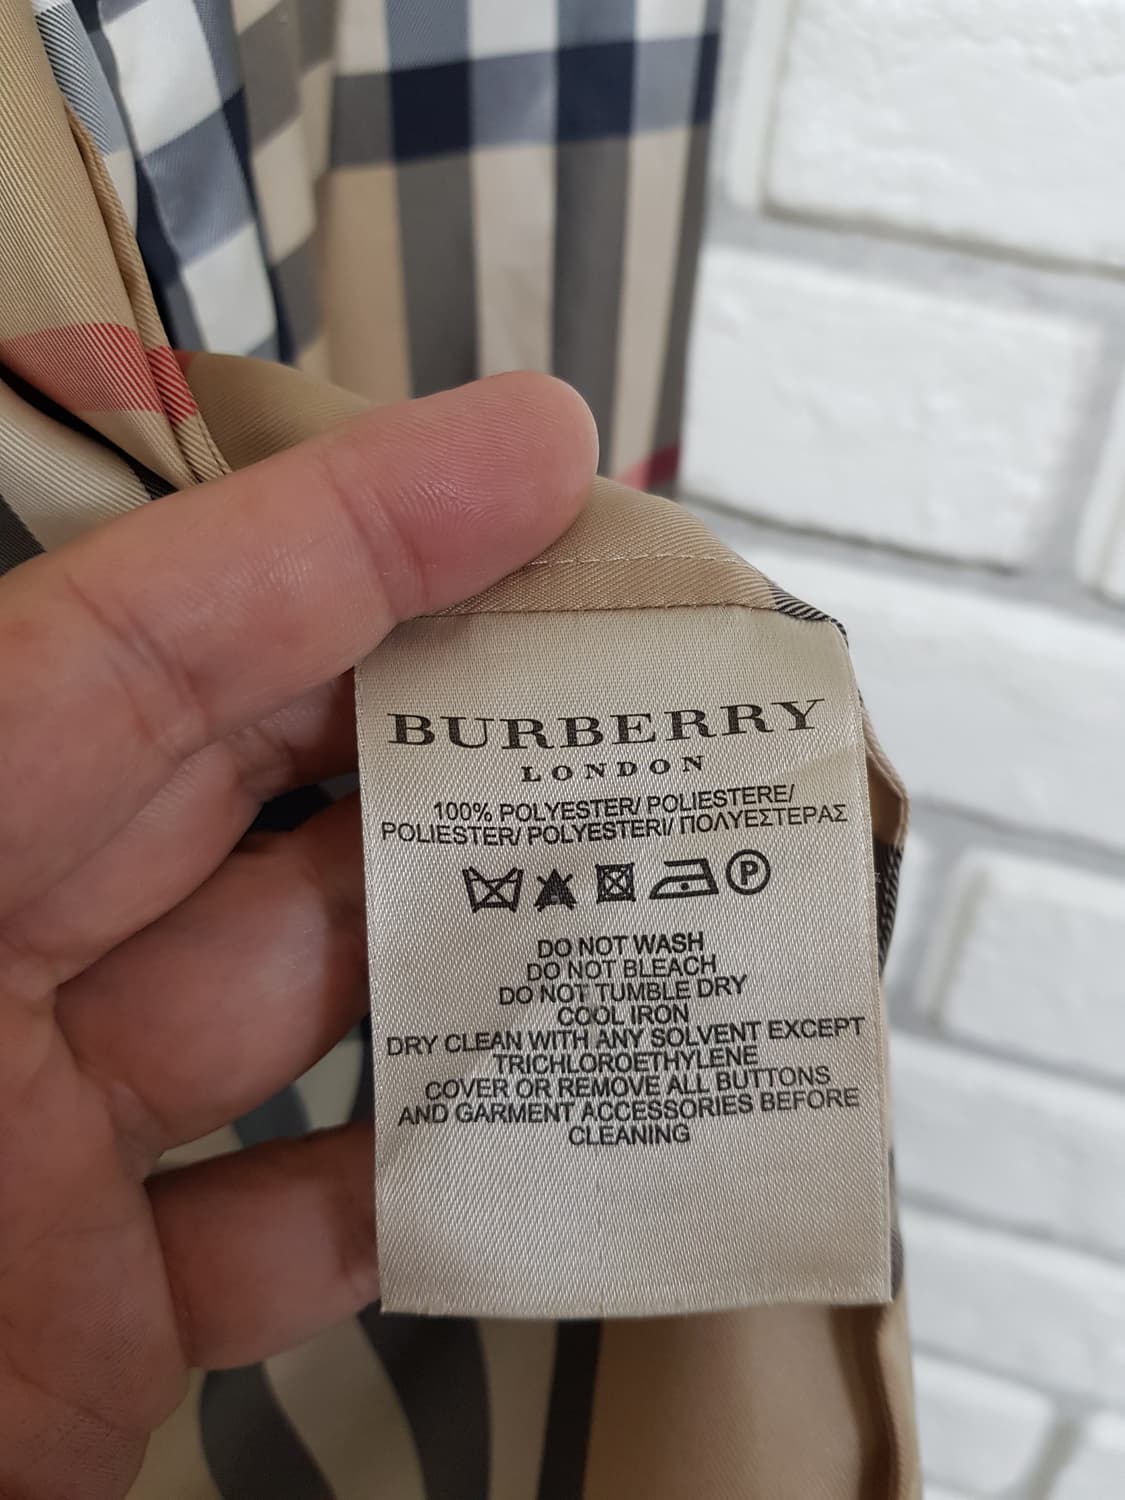 BURBERRY
LONDON
100% POLYESTER/ POLIESTERE/
POLIESTER/ POLYESTERI/ ΠΟΛΥΕΣΤΕΡΑΣ
P
DO NOT WASH
DO NOT BLEACH
DO NOT TUMBLE DRY
COOL IRON
DRY CLEAN WITH ANY SOLVENT EXCEPT
TRICHLOROETHYLENE
COVER OR REMOVE ALL BUTTONS
AND GARMENT ACCESSORIES BEFORE
CLEANING